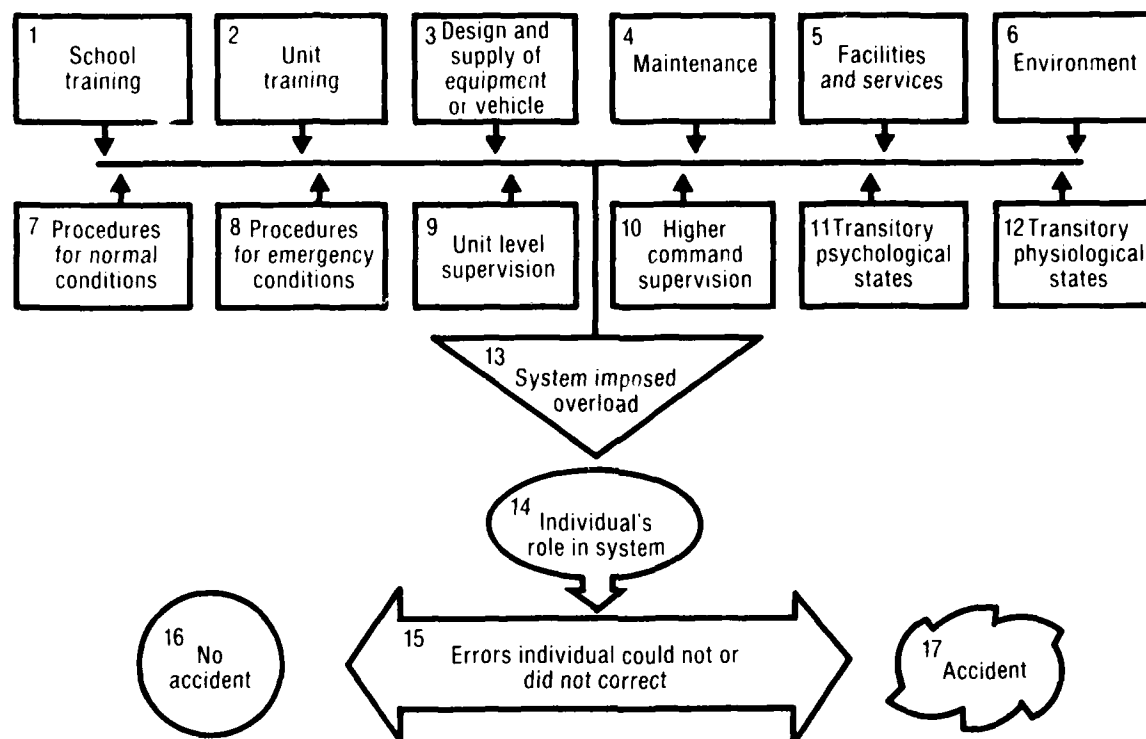 1 School
training
2 Unit
training
3 Design and
supply of
equipment
or vehicle
4 Maintenance
5 Facilities
and services
6 Environment
7 Procedures
for normal
conditions
8 Procedures
for emergency
conditions
9 Unit level
supervision
10 Higher
command
supervision
11 Transitory
psychological
states
12 Transitory
physiological
states
13 System imposed
overload
14 Individual's
role in system
15 Errors individual could not or
did not correct
16 No
accident
17 Accident